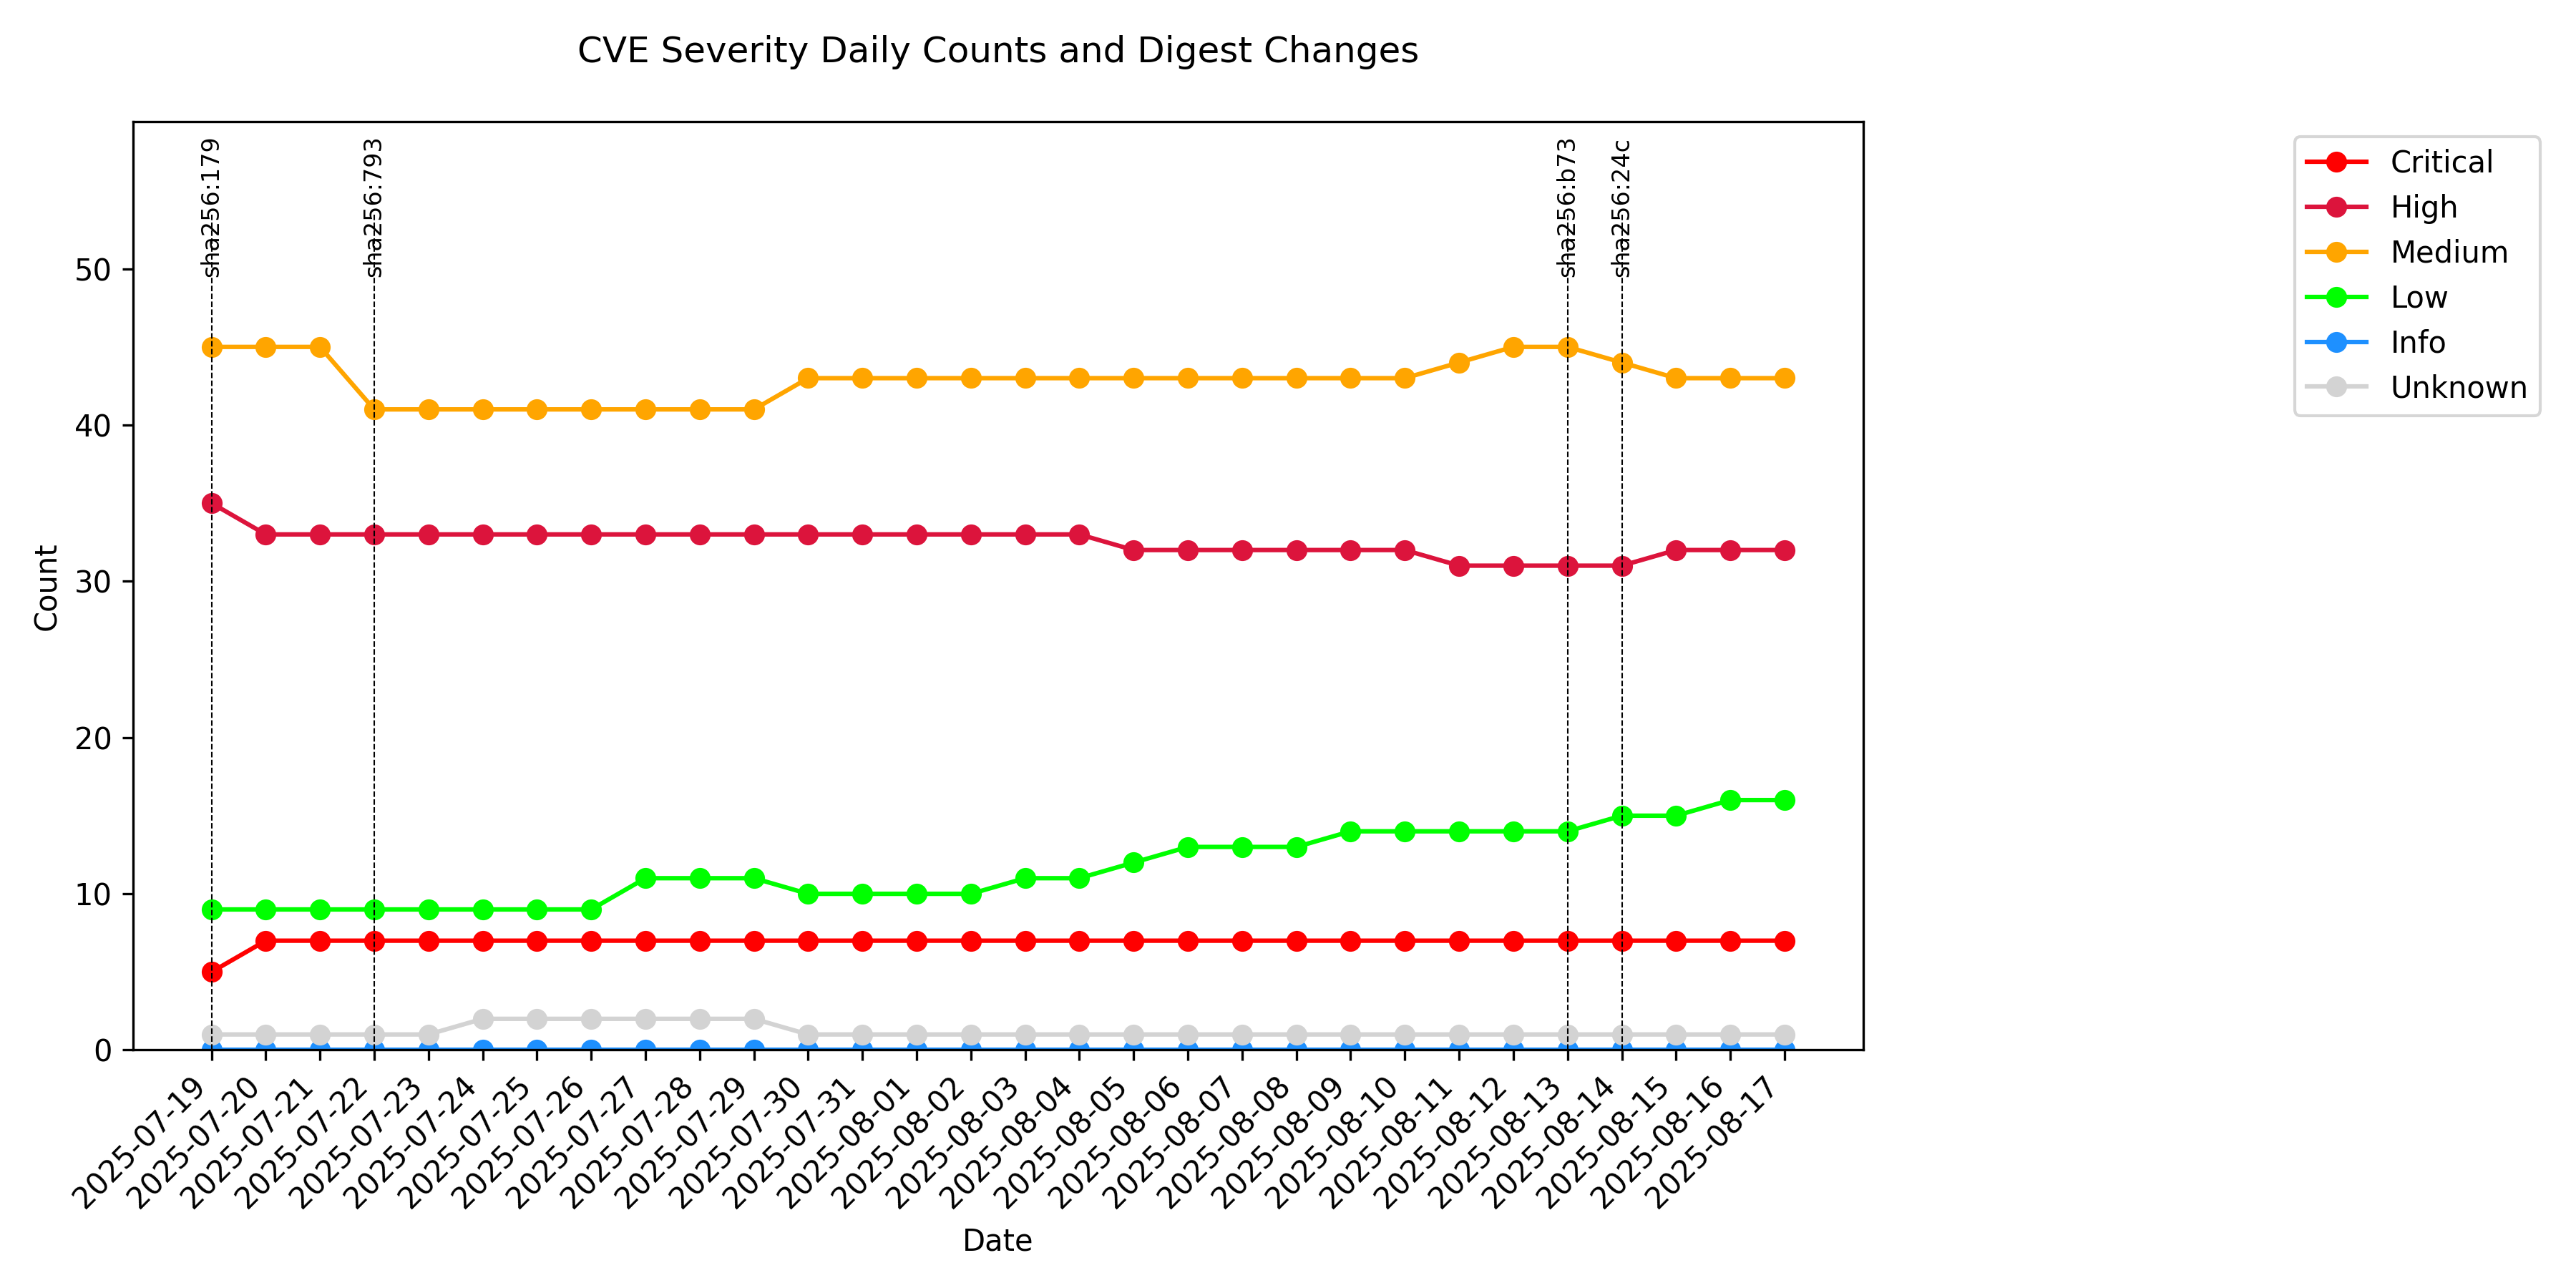 CVE Severity Daily Counts and Digest Changes
sha256:179
sha256:793
sha256:b73
sha256:24c
Critical
High
Medium
Low
Info
Unknown
50
40
30
20
10
0
Count
2025-07-19
2025-07-20
2025-07-21
2025-07-22
2025-07-23
2025-07-24
2025-07-25
2025-07-26
2025-07-27
2025-07-28
2025-07-29
2025-07-30
2025-07-31
2025-08-01
2025-08-02
2025-08-03
2025-08-04
2025-08-05
2025-08-06
2025-08-07
2025-08-08
2025-08-09
2025-08-10
2025-08-11
2025-08-12
2025-08-13
2025-08-14
2025-08-15
2025-08-16
2025-08-17
Date